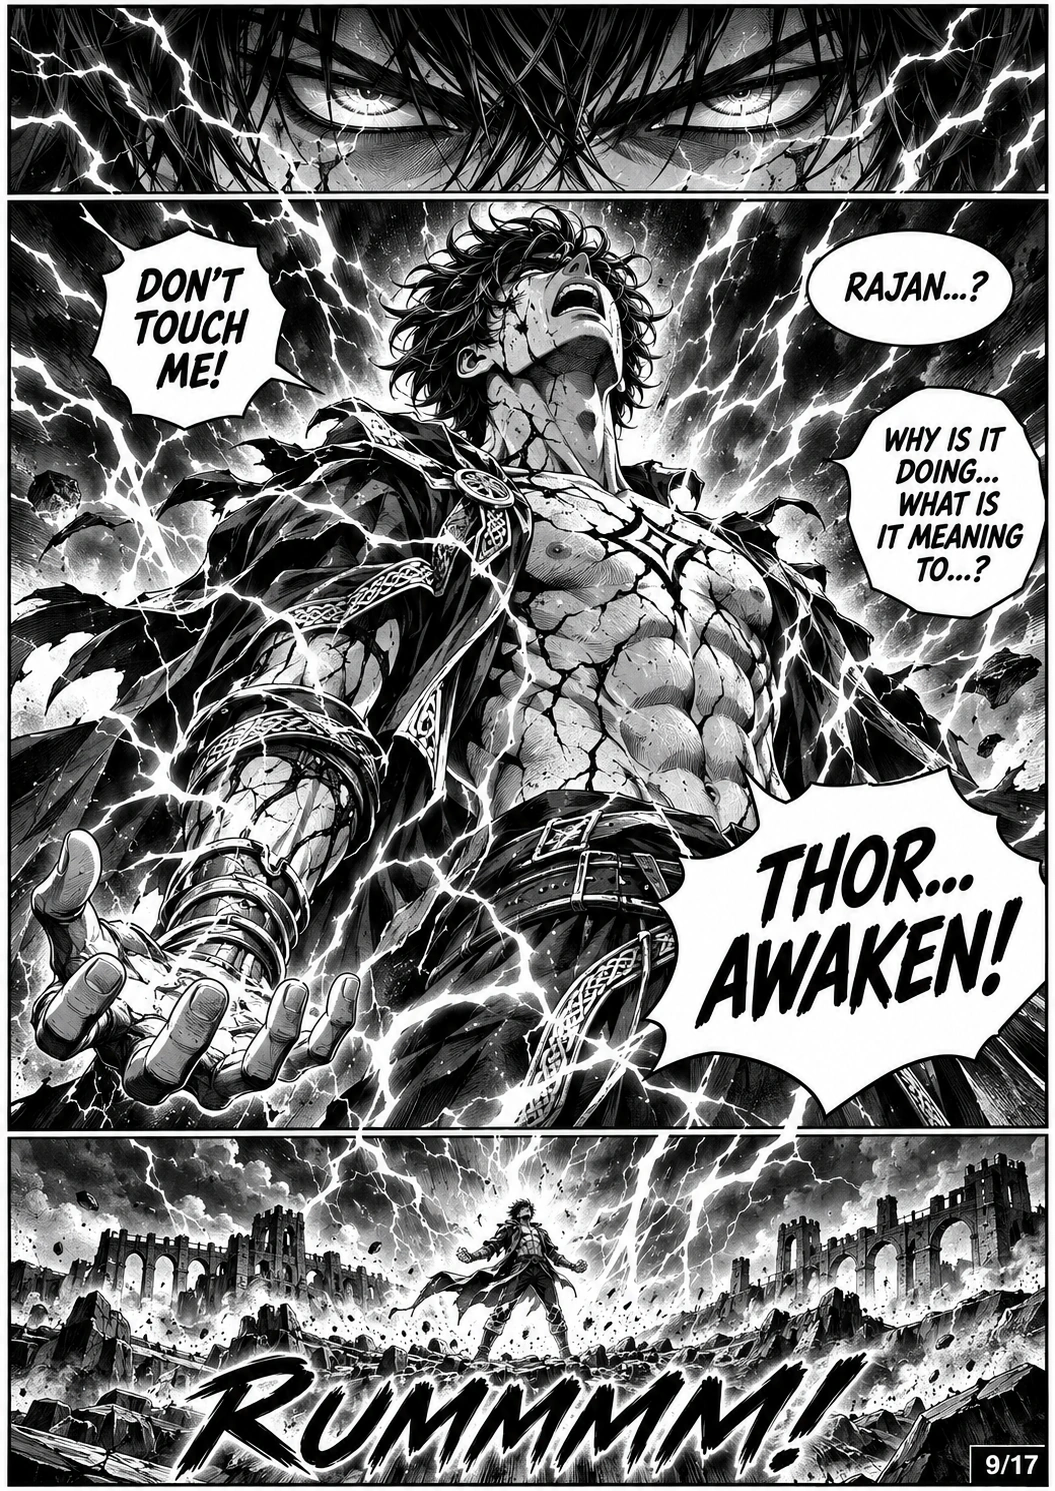 DON'T
TOUCH
ME!
RAJAN...?
WHY IS IT
DOING...
WHAT IS
IT MEANING
TO...?
THOR...
AWAKEN!
RUMMMM!
9/17